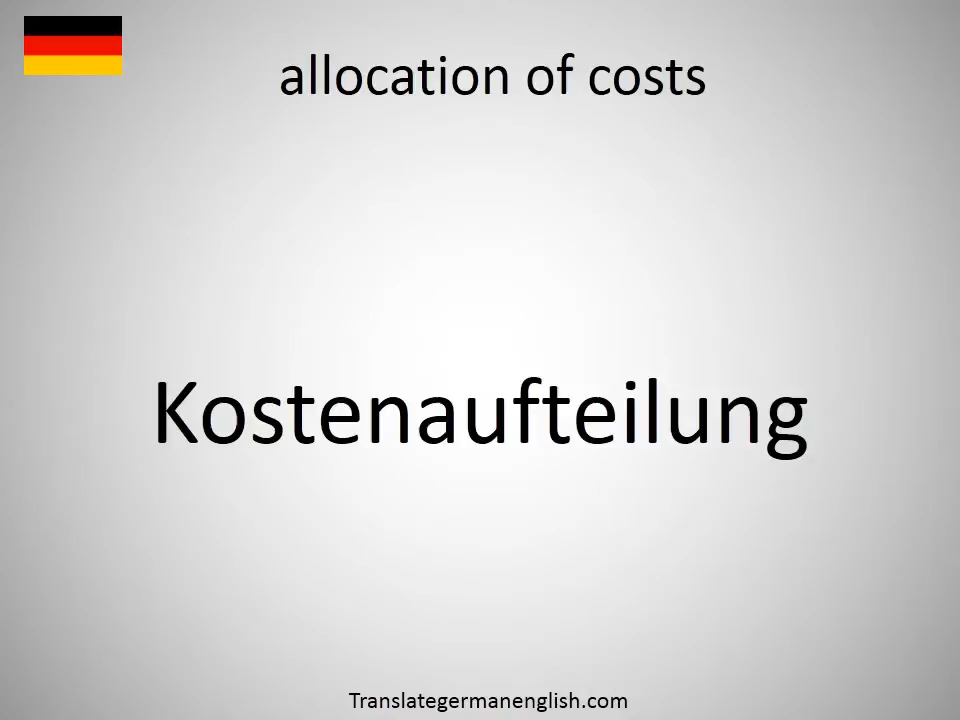 allocation of costs
Kostenaufteilung
Translategermanenglish.com